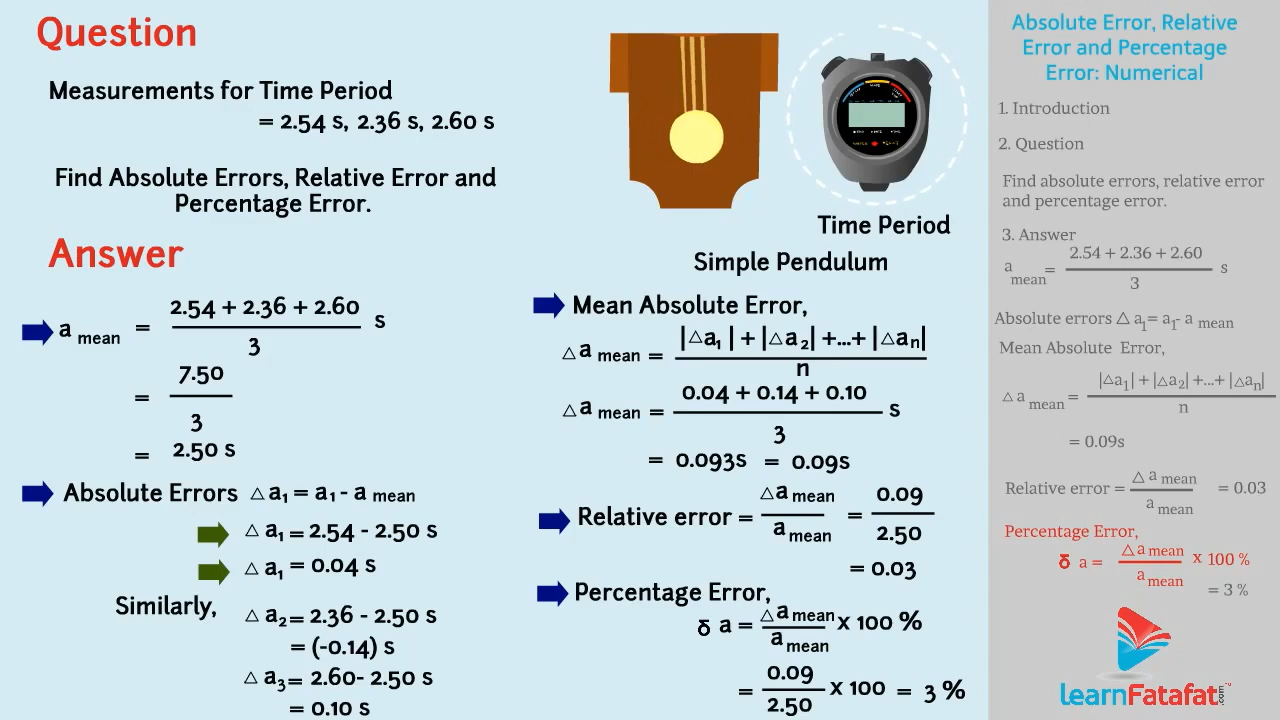 Question
Measurements for Time Period
= 2.54 s, 2.36 s, 2.60 s
Find Absolute Errors, Relative Error and
Percentage Error.
Time Period
Simple Pendulum
Answer
a mean = 2.54 + 2.36 + 2.60 / 3 s
= 7.50 / 3
= 2.50 s
Absolute Errors △ a₁ = a₁ - a mean
△ a₁ = 2.54 - 2.50 s
△ a₁ = 0.04 s
Similarly,
△ a₂ = 2.36 - 2.50 s
= (-0.14) s
△ a₃ = 2.60- 2.50 s
= 0.10 s
Mean Absolute Error,
△ a mean = |△a₁ | + |△a₂| +...+ |△aₙ| / n
△ a mean = 0.04 + 0.14 + 0.10 / 3 s
= 0.093s = 0.09s
Relative error = △a mean / a mean = 0.09 / 2.50
= 0.03
Percentage Error,
δ a = △a mean / a mean x 100 %
= 0.09 / 2.50 x 100 = 3 %
Absolute Error, Relative
Error and Percentage
Error: Numerical
1. Introduction
2. Question
Find absolute errors, relative error
and percentage error.
3. Answer
a mean = 2.54 + 2.36 + 2.60 / 3 s
Absolute errors △ a₁= a₁- a mean
Mean Absolute Error,
△ a mean = |△a₁| + |△a₂| +...+ |△aₙ| / n
= 0.09s
Relative error = △ a mean / a mean = 0.03
Percentage Error,
δ a = △ a mean / a mean x 100 %
= 3 %
learnFatafat.com